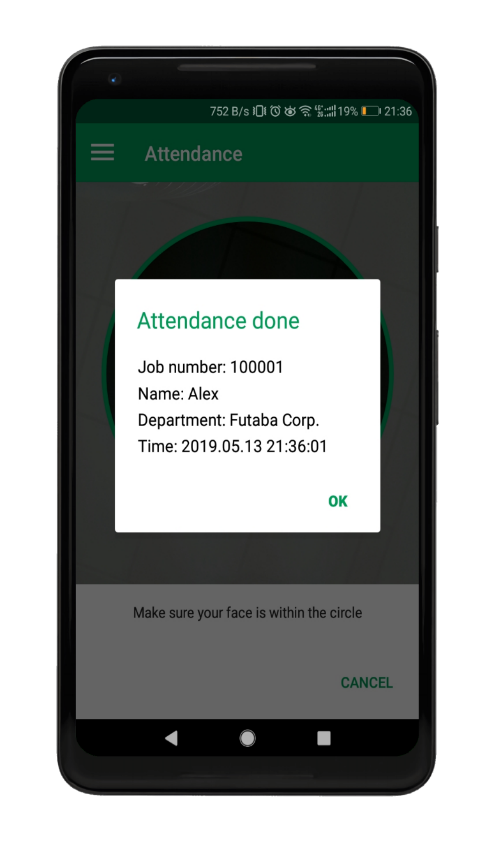 752 B/s 19% 21:36
Attendance
Attendance done
Job number: 100001
Name: Alex
Department: Futaba Corp.
Time: 2019.05.13 21:36:01
OK
Make sure your face is within the circle
CANCEL